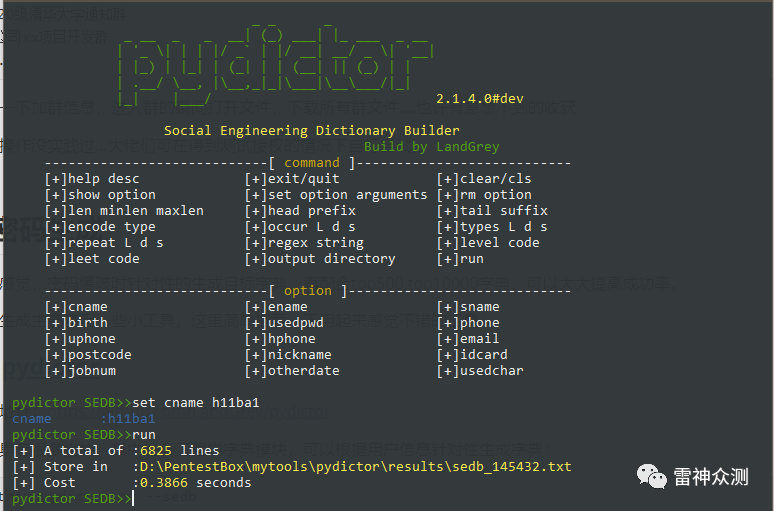 pydictor
2.1.4.0#dev
Social Engineering Dictionary Builder
Build by LandGrey
----------------------------[ command ]----------------------------
[+]help desc [+]exit/quit [+]clear/cls
[+]show option [+]set option arguments [+]rm option
[+]len minlen maxlen [+]head prefix [+]tail suffix
[+]encode type [+]occur L d s [+]types L d s
[+]repeat L d s [+]regex string [+]level code
[+]leet code [+]output directory [+]run
----------------------------[ option ]----------------------------
[+]cname [+]ename [+]sname
[+]birth [+]usedpwd [+]phone
[+]uphone [+]hphone [+]email
[+]postcode [+]nickname [+]idcard
[+]jobnum [+]otherdate [+]usedchar
pydictor SEDB>>set cname h11ba1
cname :h11ba1
pydictor SEDB>>run
[+] A total of :6825 lines
[+] Store in :D:\PentestBox\mytools\pydictor\results\sedb_145432.txt
[+] Cost :0.3866 seconds
pydictor SEDB>>
雷神众测